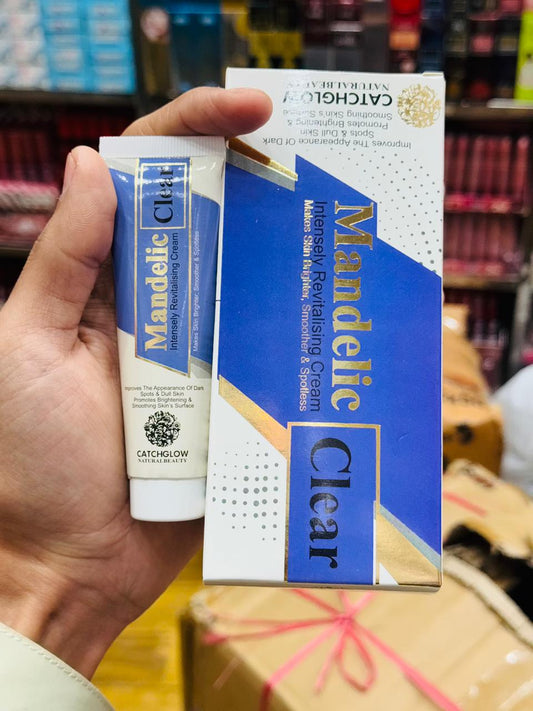 Mandelic
Clear
Intensely Revitalising Cream
Makes Skin Brighter, Smoother & Spotless
Improves The Appearance Of Dark
Spots & Dult Skin
Promotes Brightening &
Smoothing Skin's Surface
CATCHGLOW
NATURAL BEAUTY
CATCHGLOW
NATURAL BEAUTY
Improves The Appearance Of Dark
Spots & Dult Skin
Promotes Brightening &
Smoothing Skin's Surface
Mandelic
Clear
Intensely Revitalising Cream
Makes Skin Brighter, Smoother & Spotless